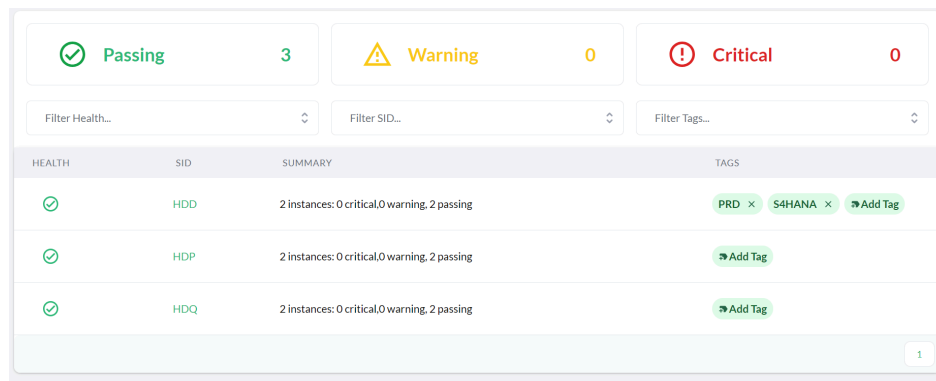 Passing 3 Warning 0 Critical 0
Filter Health... Filter SID... Filter Tags...
HEALTH SID SUMMARY TAGS
HDD 2 instances: 0 critical,0 warning, 2 passing PRD × S4HANA × Add Tag
HDP 2 instances: 0 critical,0 warning, 2 passing Add Tag
HDQ 2 instances: 0 critical,0 warning, 2 passing Add Tag
1